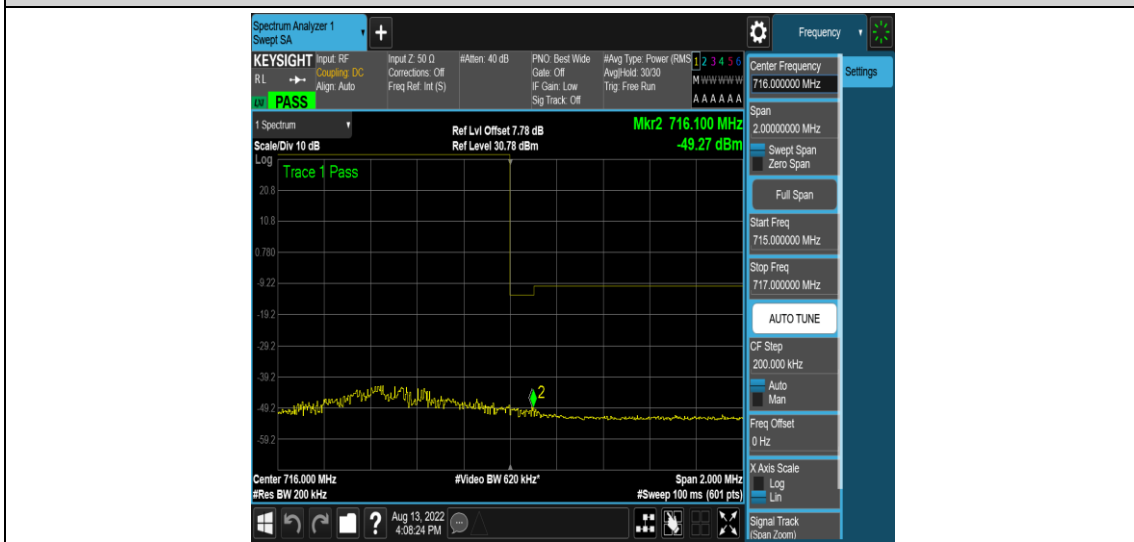 Spectrum Analyzer 1
Swept SA
+
Frequency
KEYSIGHT
Input: RF
Input Z: 50 Ω
#Atten: 40 dB
PNO: Best Wide
#Avg Type: Power (RMS
1 2 3 4 5 6
R L
Coupling: DC
Corrections: Off
Gate: Off
Avg|Hold: 30/30
M W W W W W
Align: Auto
Freq Ref: Int (S)
IF Gain: Low
Trig: Free Run
Sig Track: Off
A A A A A A
PASS
Center Frequency
716.000000 MHz
Settings
1 Spectrum
Ref Lvl Offset 7.78 dB
Mkr2 716.100 MHz
Scale/Div 10 dB
Ref Level 30.78 dBm
-49.27 dBm
Log
Trace 1 Pass
20.8
10.8
0.780
-9.22
-19.2
-29.2
-39.2
-49.2
-59.2
2
Center 716.000 MHz
#Video BW 620 kHz*
Span 2.000 MHz
#Res BW 200 kHz
#Sweep 100 ms (601 pts)
Span
2.00000000 MHz
Swept Span
Zero Span
Full Span
Start Freq
715.000000 MHz
Stop Freq
717.000000 MHz
AUTO TUNE
CF Step
200.000 kHz
Auto
Man
Freq Offset
0 Hz
X Axis Scale
Log
Lin
Signal Track
(Span Zoom)
?
Aug 13, 2022
4:08:24 PM